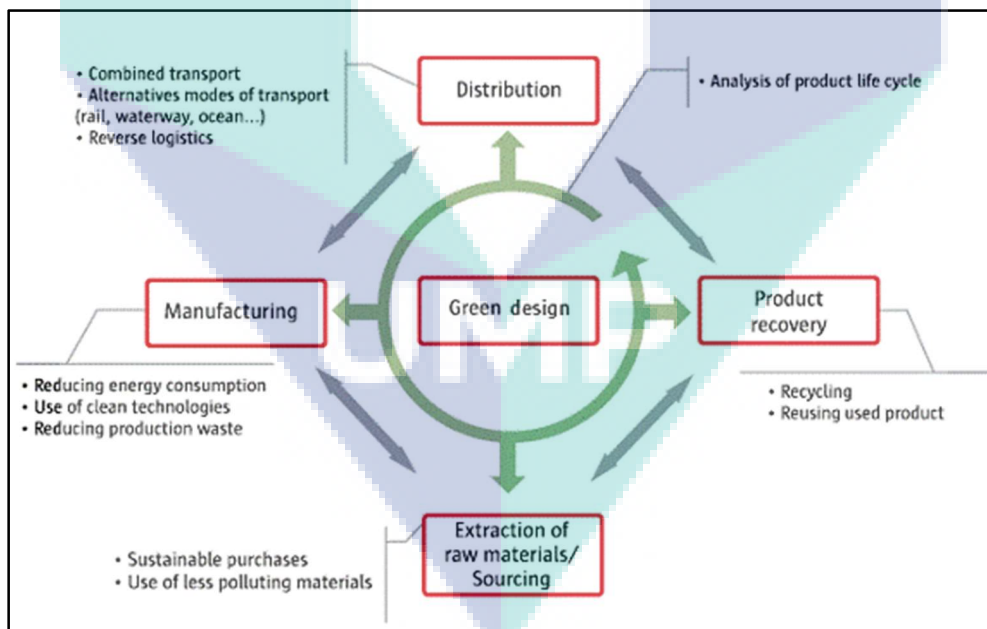 • Combined transport
• Alternatives modes of transport
(rail, waterway, ocean...)
• Reverse logistics
Distribution
• Analysis of product life cycle
Manufacturing
Green design
Product
recovery
UMP
• Reducing energy consumption
• Use of clean technologies
• Reducing production waste
• Recycling
• Reusing used product
Extraction of
raw materials/
Sourcing
• Sustainable purchases
• Use of less polluting materials